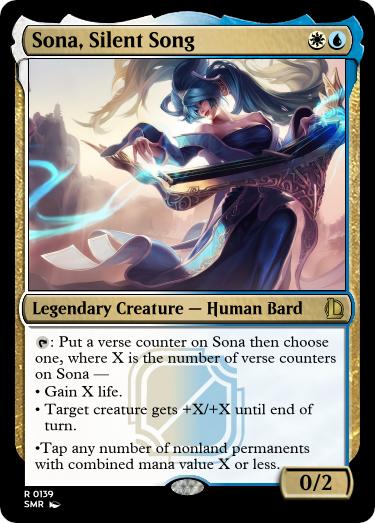 Sona, Silent Song
Legendary Creature — Human Bard
: Put a verse counter on Sona then choose
one, where X is the number of verse counters
on Sona —
• Gain X life.
• Target creature gets +X/+X until end of
turn.
•Tap any number of nonland permanents
with combined mana value X or less.
0/2
R 0139
SMR